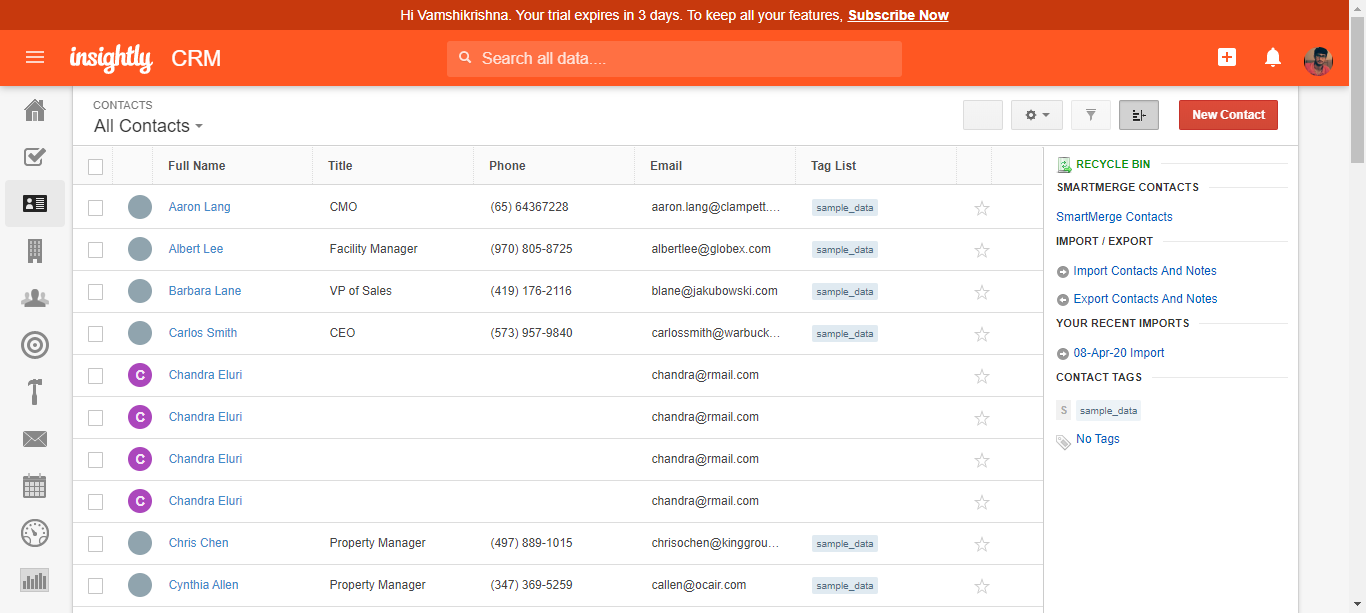 Hi Vamshikrishna. Your trial expires in 3 days. To keep all your features, Subscribe Now
insightly CRM
Search all data....
CONTACTS
All Contacts
New Contact
Full Name Title Phone Email Tag List
Aaron Lang CMO (65) 64367228 aaron.lang@clampett.... sample_data
Albert Lee Facility Manager (970) 805-8725 albertlee@globex.com sample_data
Barbara Lane VP of Sales (419) 176-2116 blane@jakubowski.com sample_data
Carlos Smith CEO (573) 957-9840 carlossmith@warbuck... sample_data
C Chandra Eluri chandra@rmail.com
C Chandra Eluri chandra@rmail.com
C Chandra Eluri chandra@rmail.com
C Chandra Eluri chandra@rmail.com
Chris Chen Property Manager (497) 889-1015 chrisochen@kinggrou... sample_data
Cynthia Allen Property Manager (347) 369-5259 callen@ocair.com sample_data
RECYCLE BIN
SMARTMERGE CONTACTS
SmartMerge Contacts
IMPORT / EXPORT
Import Contacts And Notes
Export Contacts And Notes
YOUR RECENT IMPORTS
08-Apr-20 Import
CONTACT TAGS
S sample_data
No Tags